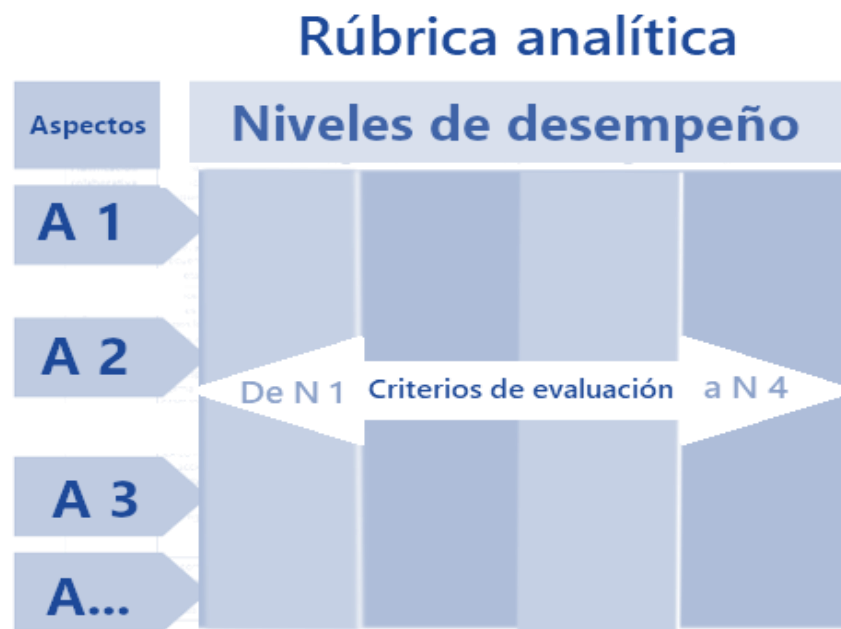 Rúbrica analítica
Aspectos
Niveles de desempeño
A 1
A 2
De N 1
Criterios de evaluación
a N 4
A 3
A...